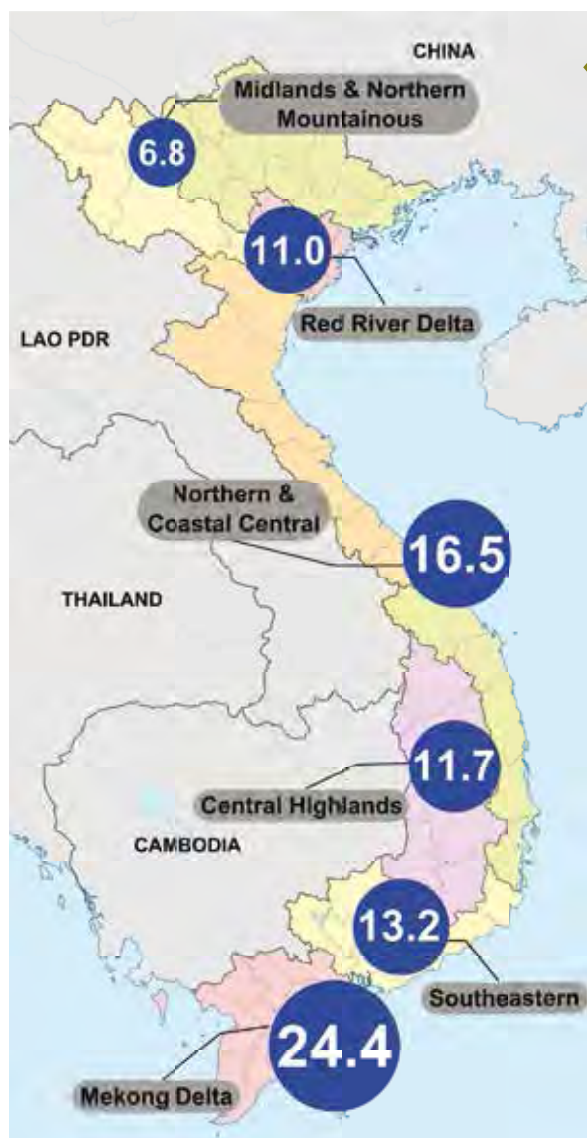 CHINA
Midlands & Northern
Mountainous
6.8
11.0
Red River Delta
LAO PDR
Northern &
Coastal Central
16.5
THAILAND
11.7
Central Highlands
CAMBODIA
13.2
Southeastern
24.4
Mekong Delta